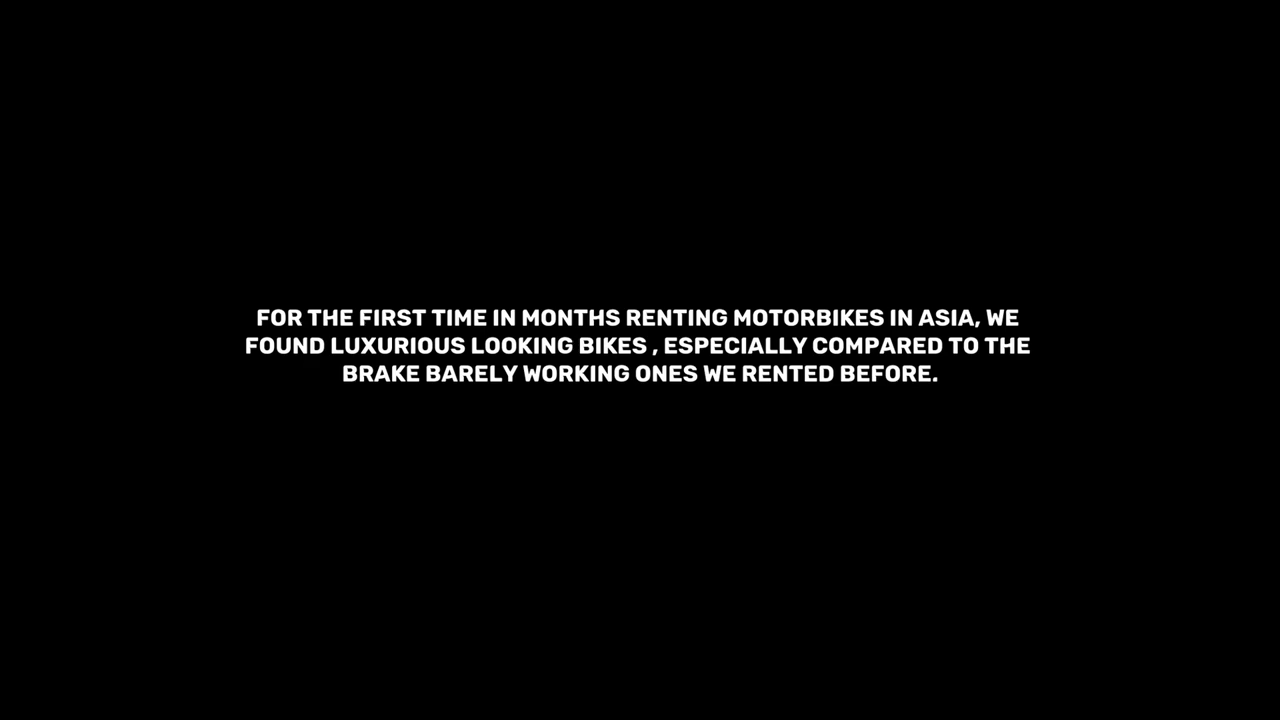 FOR THE FIRST TIME IN MONTHS RENTING MOTORBIKES IN ASIA, WE
FOUND LUXURIOUS LOOKING BIKES , ESPECIALLY COMPARED TO THE
BRAKE BARELY WORKING ONES WE RENTED BEFORE.